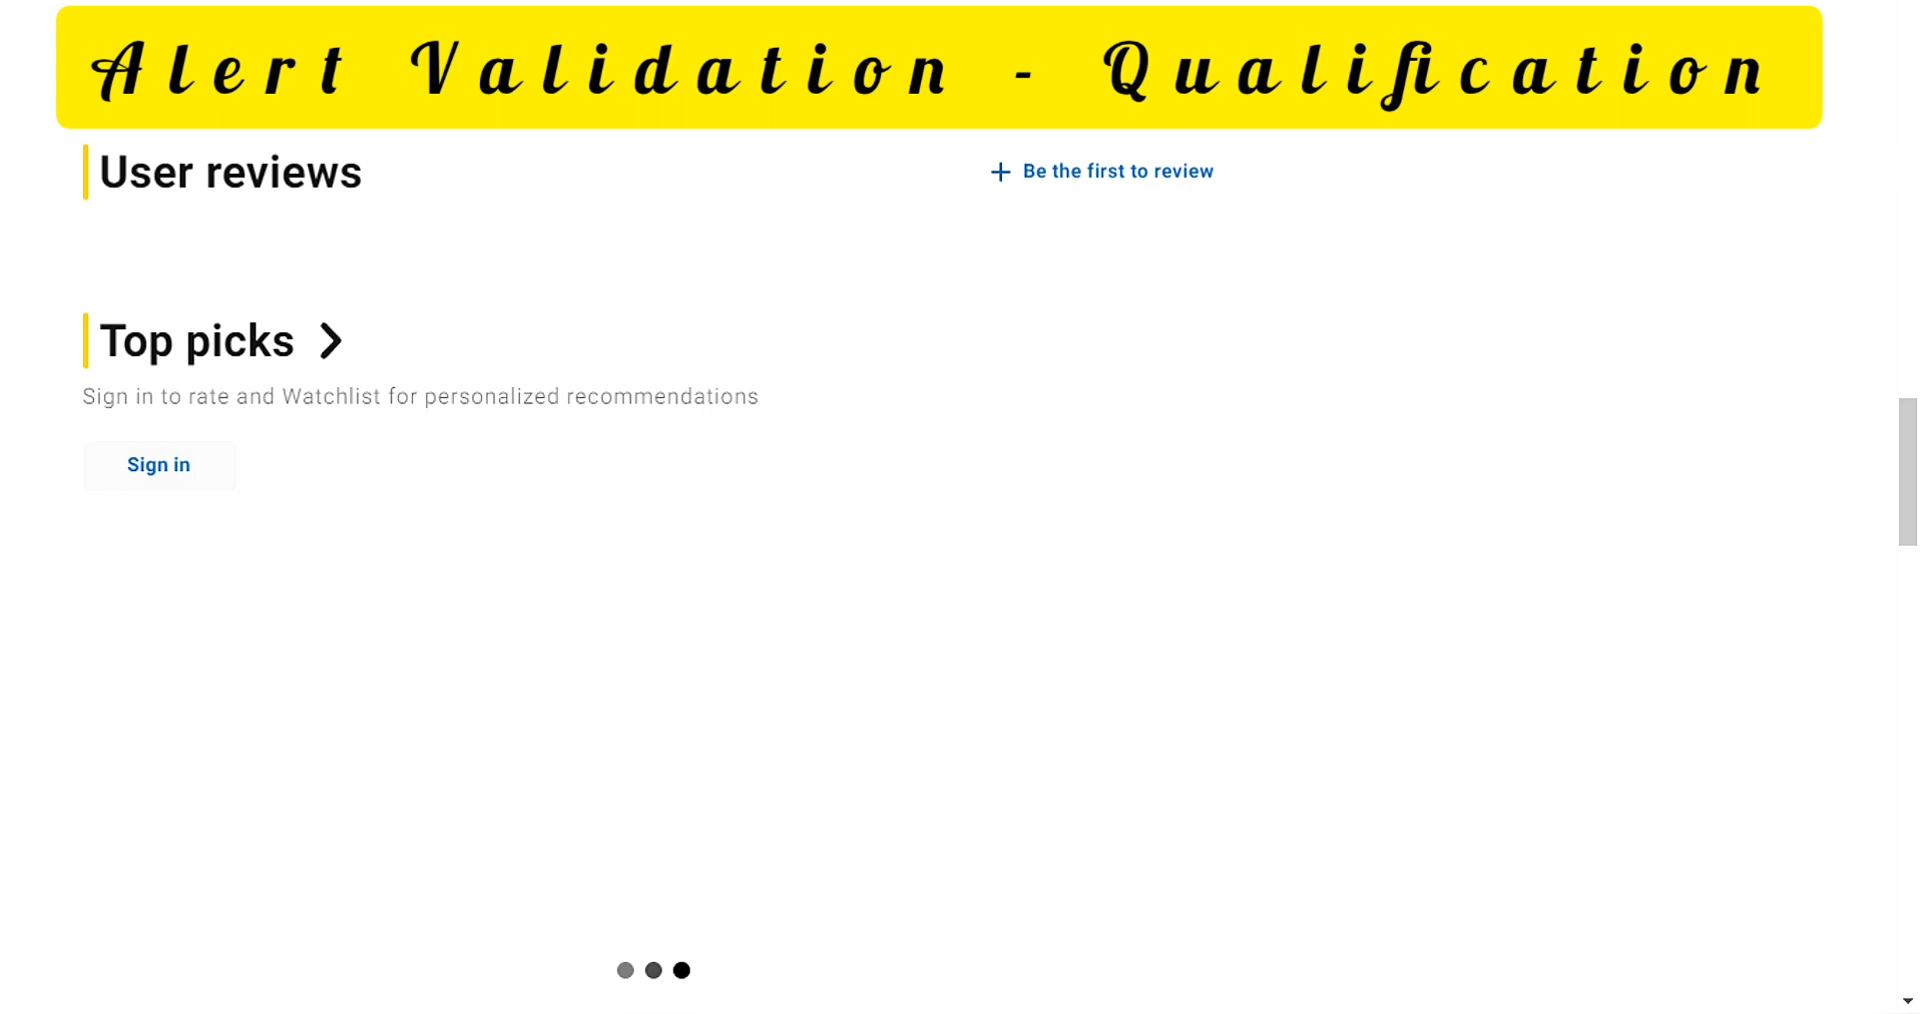 Alert Validation - Qualification
User reviews
+ Be the first to review
Top picks
Sign in to rate and Watchlist for personalized recommendations
Sign in